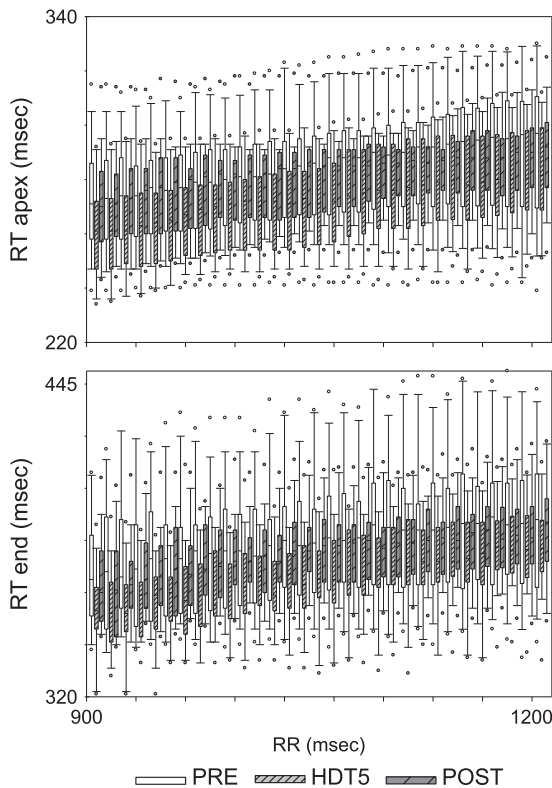 340
RT apex (msec)
220
445
RT end (msec)
320
900
1200
RR (msec)
PRE
HDT5
POST